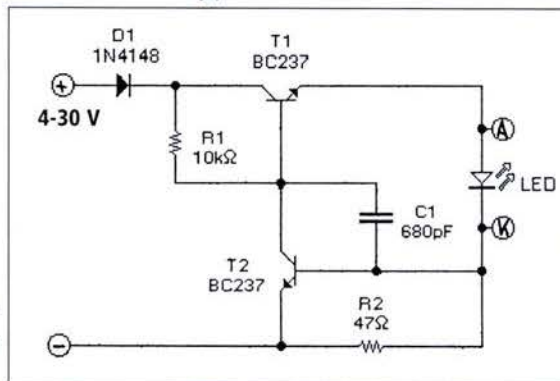 D1
1N4148
T1
BC237
+
4-30 V
R1
10kΩ
A
LED
C1
680pF
K
T2
BC237
R2
47Ω
−